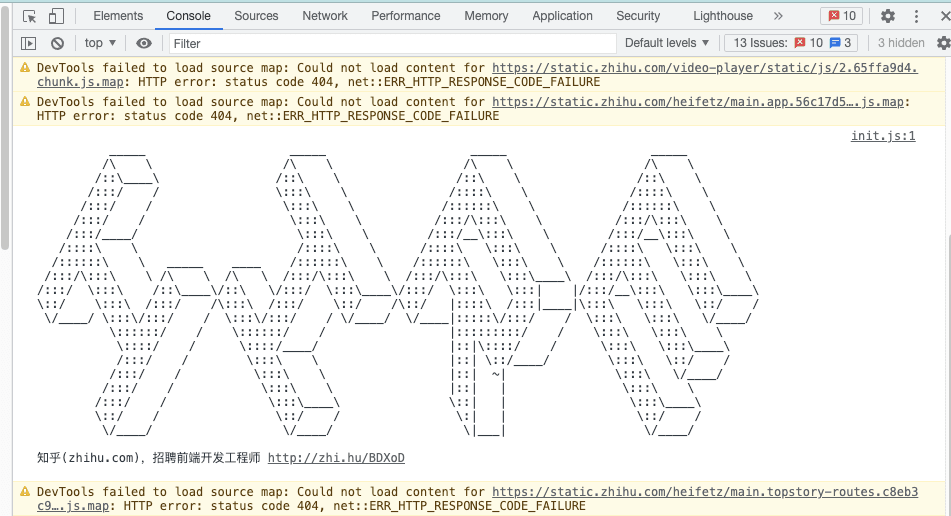 Elements Console Sources Network Performance Memory Application Security Lighthouse » 10
top ▼ Filter Default levels ▼ 13 Issues: 10 3 3 hidden
DevTools failed to load source map: Could not load content for https://static.zhihu.com/video-player/static/js/2.65ffa9d4.
chunk.js.map: HTTP error: status code 404, net::ERR_HTTP_RESPONSE_CODE_FAILURE
DevTools failed to load source map: Could not load content for https://static.zhihu.com/heifetz/main.app.56c17d5….js.map:
HTTP error: status code 404, net::ERR_HTTP_RESPONSE_CODE_FAILURE
init.js:1
知乎(zhihu.com)，招聘前端开发工程师 http://zhi.hu/BDXoD
DevTools failed to load source map: Could not load content for https://static.zhihu.com/heifetz/main.topstory-routes.c8eb3
c9….js.map: HTTP error: status code 404, net::ERR_HTTP_RESPONSE_CODE_FAILURE